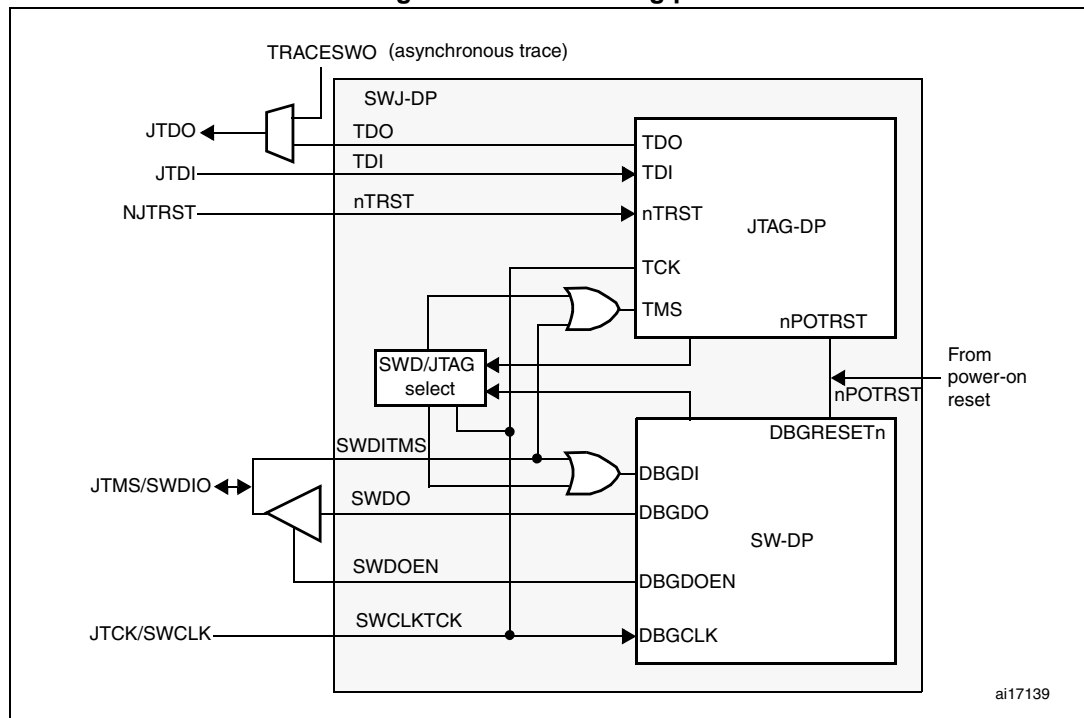 TRACESWO (asynchronous trace)
SWJ-DP
JTDO
TDO
TDO
JTDI
TDI
TDI
NJTRST
nTRST
nTRST
JTAG-DP
TCK
TMS
nPOTRST
SWD/JTAG
select
From
power-on
reset
nPOTRST
DBGRESETn
SWDITMS
DBGDI
JTMS/SWDIO
SWDO
DBGDO
SW-DP
SWDOEN
DBGDOEN
JTCK/SWCLK
SWCLKTCK
DBGCLK
ai17139